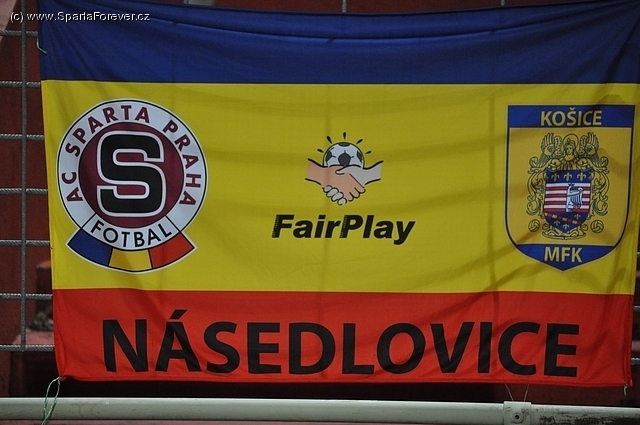 (c) www.SpartaForever.cz
AC SPARTA PRAHA
S
FOTBAL
FairPlay
KOŠICE
MFK
NÁSEDLOVICE